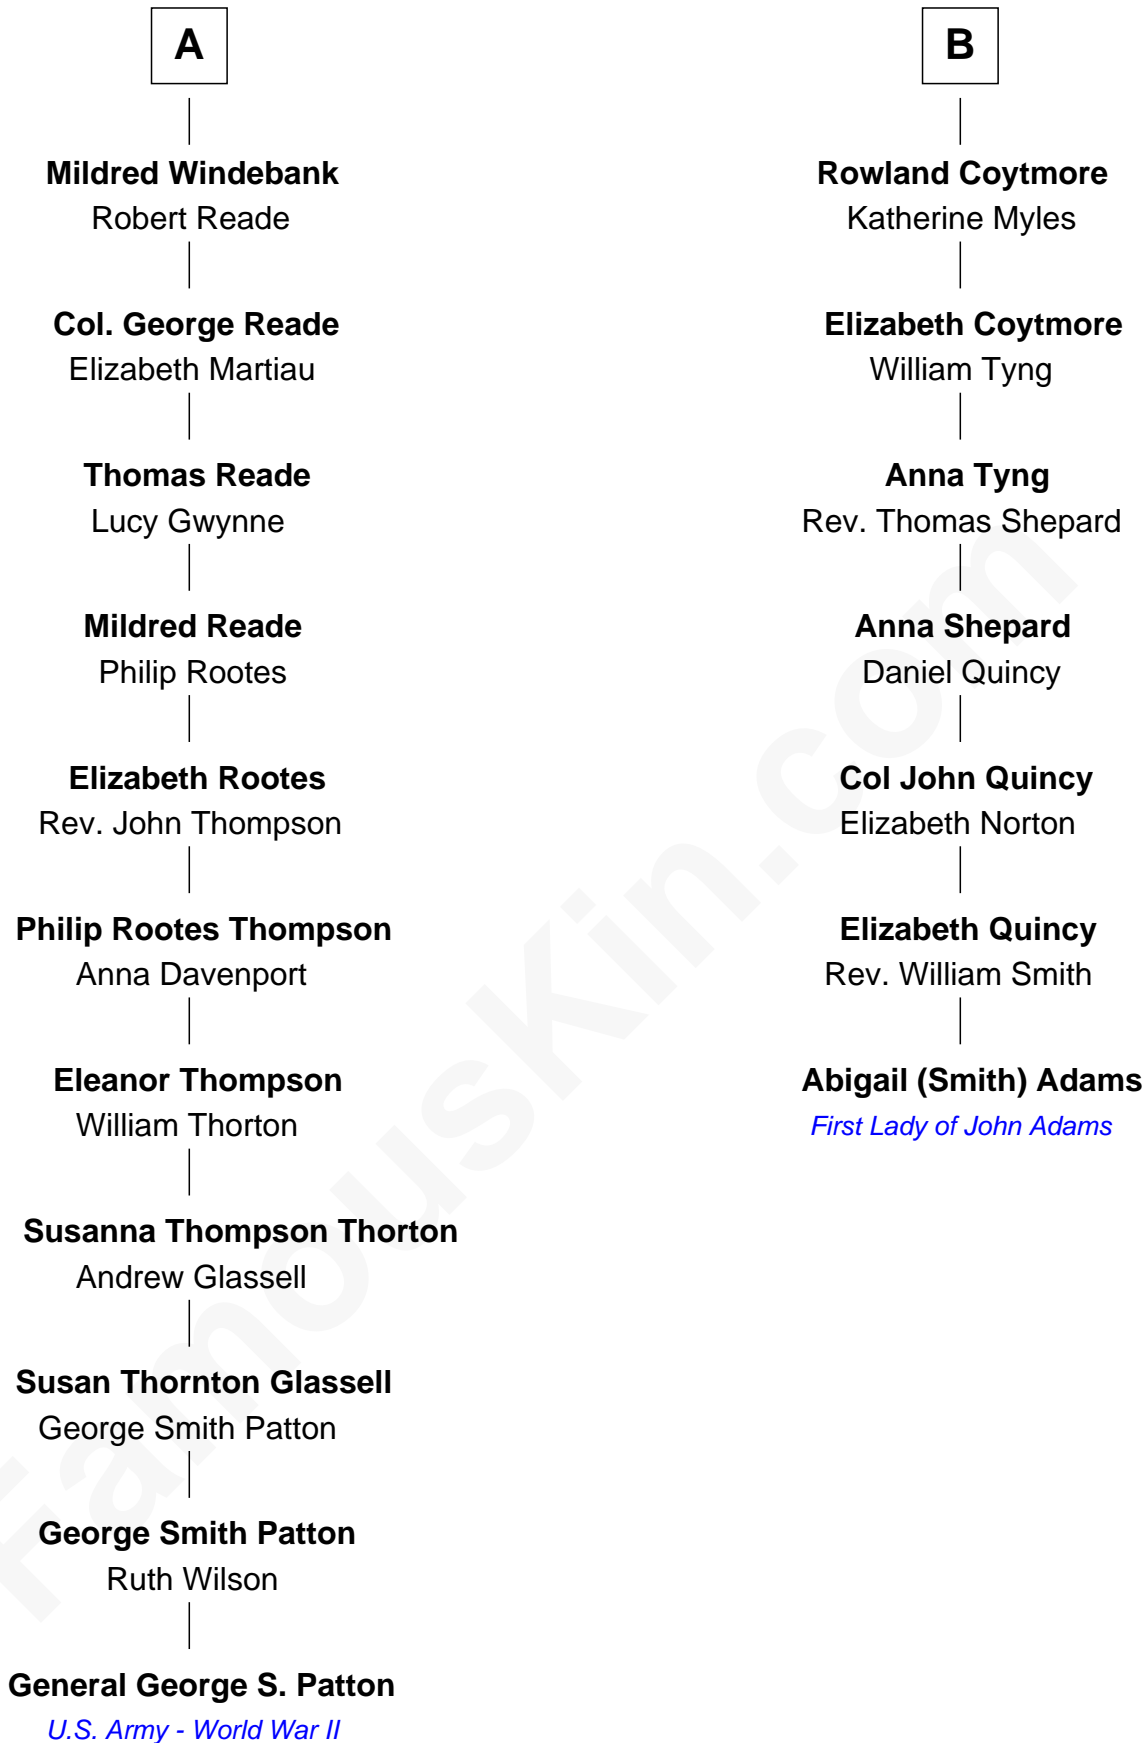 A
Mildred Windebank
Robert Reade
Col. George Reade
Elizabeth Martiau
Thomas Reade
Lucy Gwynne
Mildred Reade
Philip Rootes
Elizabeth Rootes
Rev. John Thompson
Philip Rootes Thompson
Anna Davenport
Eleanor Thompson
William Thorton
Susanna Thompson Thorton
Andrew Glassell
Susan Thornton Glassell
George Smith Patton
George Smith Patton
Ruth Wilson
General George S. Patton
U.S. Army - World War II
B
Rowland Coytmore
Katherine Myles
Elizabeth Coytmore
William Tyng
Anna Tyng
Rev. Thomas Shepard
Anna Shepard
Daniel Quincy
Col John Quincy
Elizabeth Norton
Elizabeth Quincy
Rev. William Smith
Abigail (Smith) Adams
First Lady of John Adams
FamousKin.com